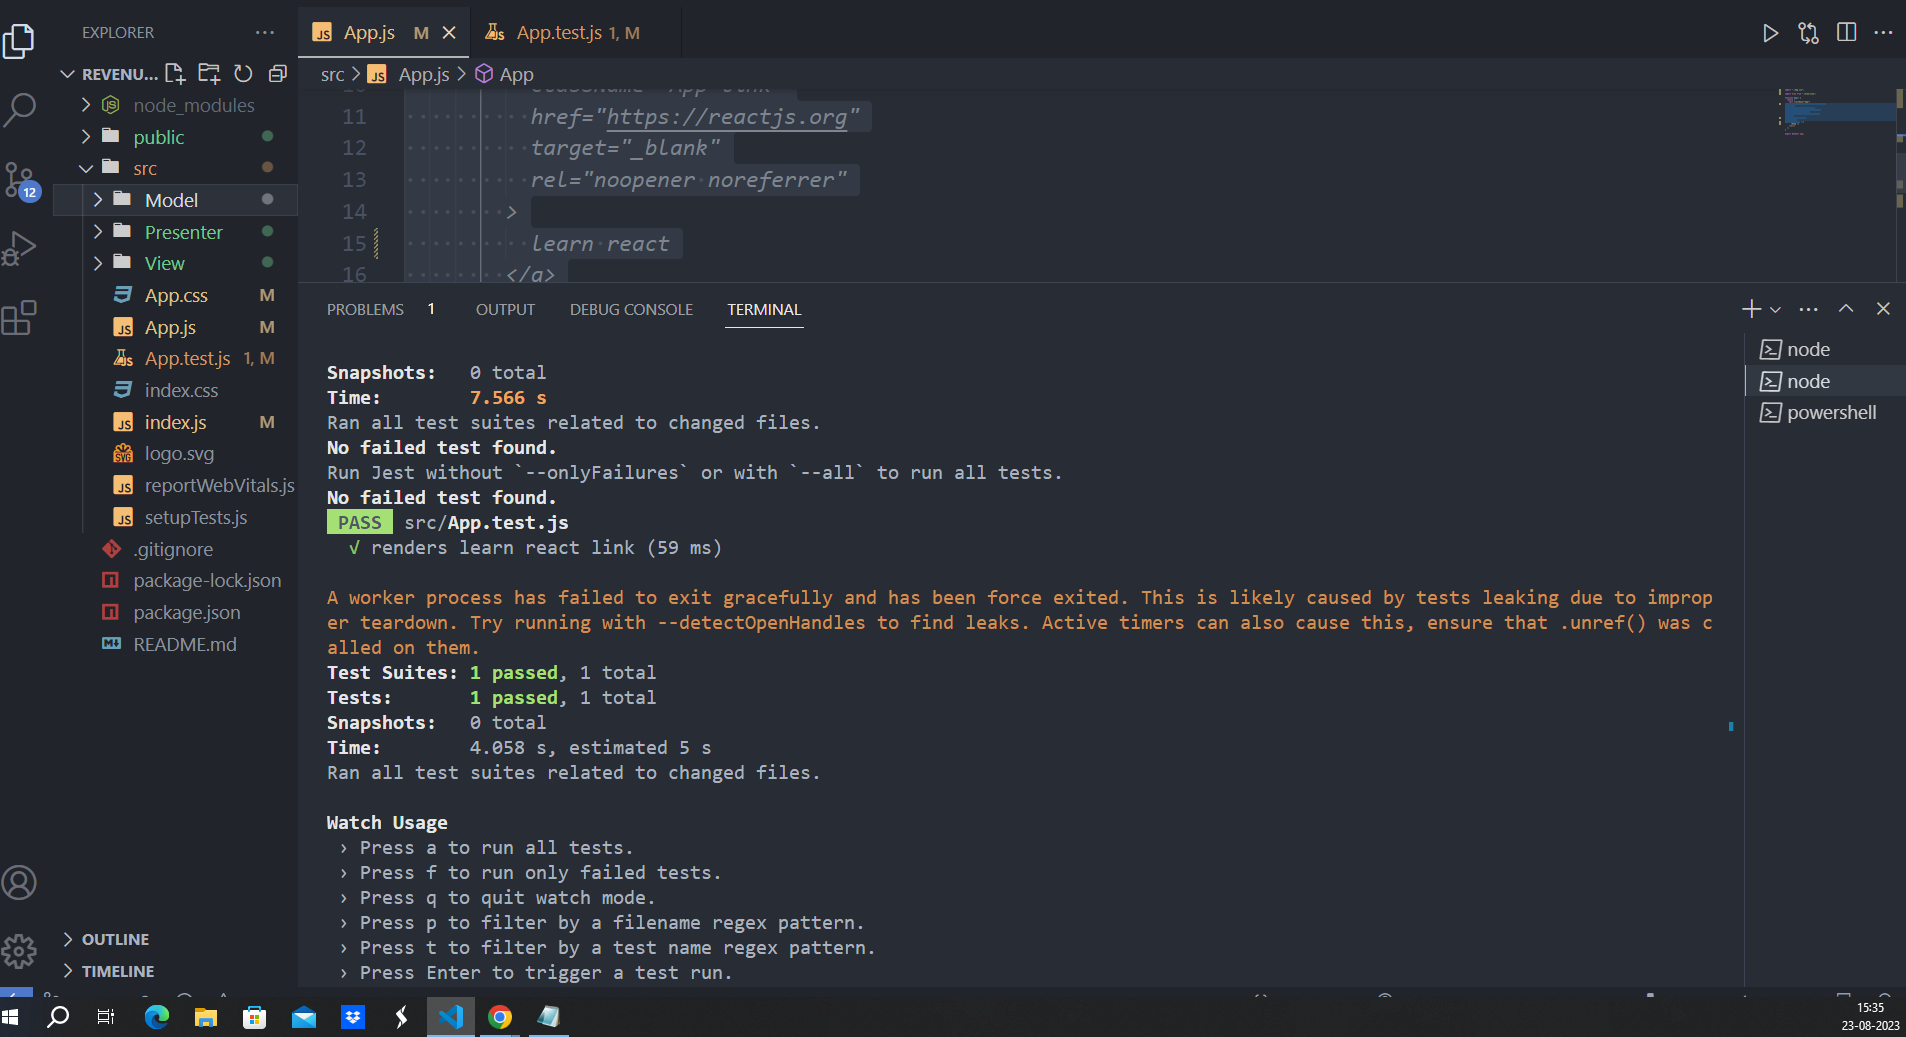 EXPLORER
REVENU...
node_modules
public
src
Model
Presenter
View
App.css M
App.js M
App.test.js 1, M
index.css
index.js M
logo.svg
reportWebVitals.js
setupTests.js
.gitignore
package-lock.json
package.json
README.md
OUTLINE
TIMELINE
12
App.js M
App.test.js 1, M
src > App.js > App
11 href="https://reactjs.org"
12 target="_blank"
13 rel="noopener noreferrer"
14 >
15 learn react
16 </a>
PROBLEMS 1 OUTPUT DEBUG CONSOLE TERMINAL
Snapshots: 0 total
Time: 7.566 s
Ran all test suites related to changed files.
No failed test found.
Run Jest without `--onlyFailures` or with `--all` to run all tests.
No failed test found.
PASS src/App.test.js
√ renders learn react link (59 ms)
A worker process has failed to exit gracefully and has been force exited. This is likely caused by tests leaking due to improp
er teardown. Try running with --detectOpenHandles to find leaks. Active timers can also cause this, ensure that .unref() was c
alled on them.
Test Suites: 1 passed, 1 total
Tests: 1 passed, 1 total
Snapshots: 0 total
Time: 4.058 s, estimated 5 s
Ran all test suites related to changed files.
Watch Usage
› Press a to run all tests.
› Press f to run only failed tests.
› Press q to quit watch mode.
› Press p to filter by a filename regex pattern.
› Press t to filter by a test name regex pattern.
› Press Enter to trigger a test run.
node
node
powershell
15:35
23-08-2023